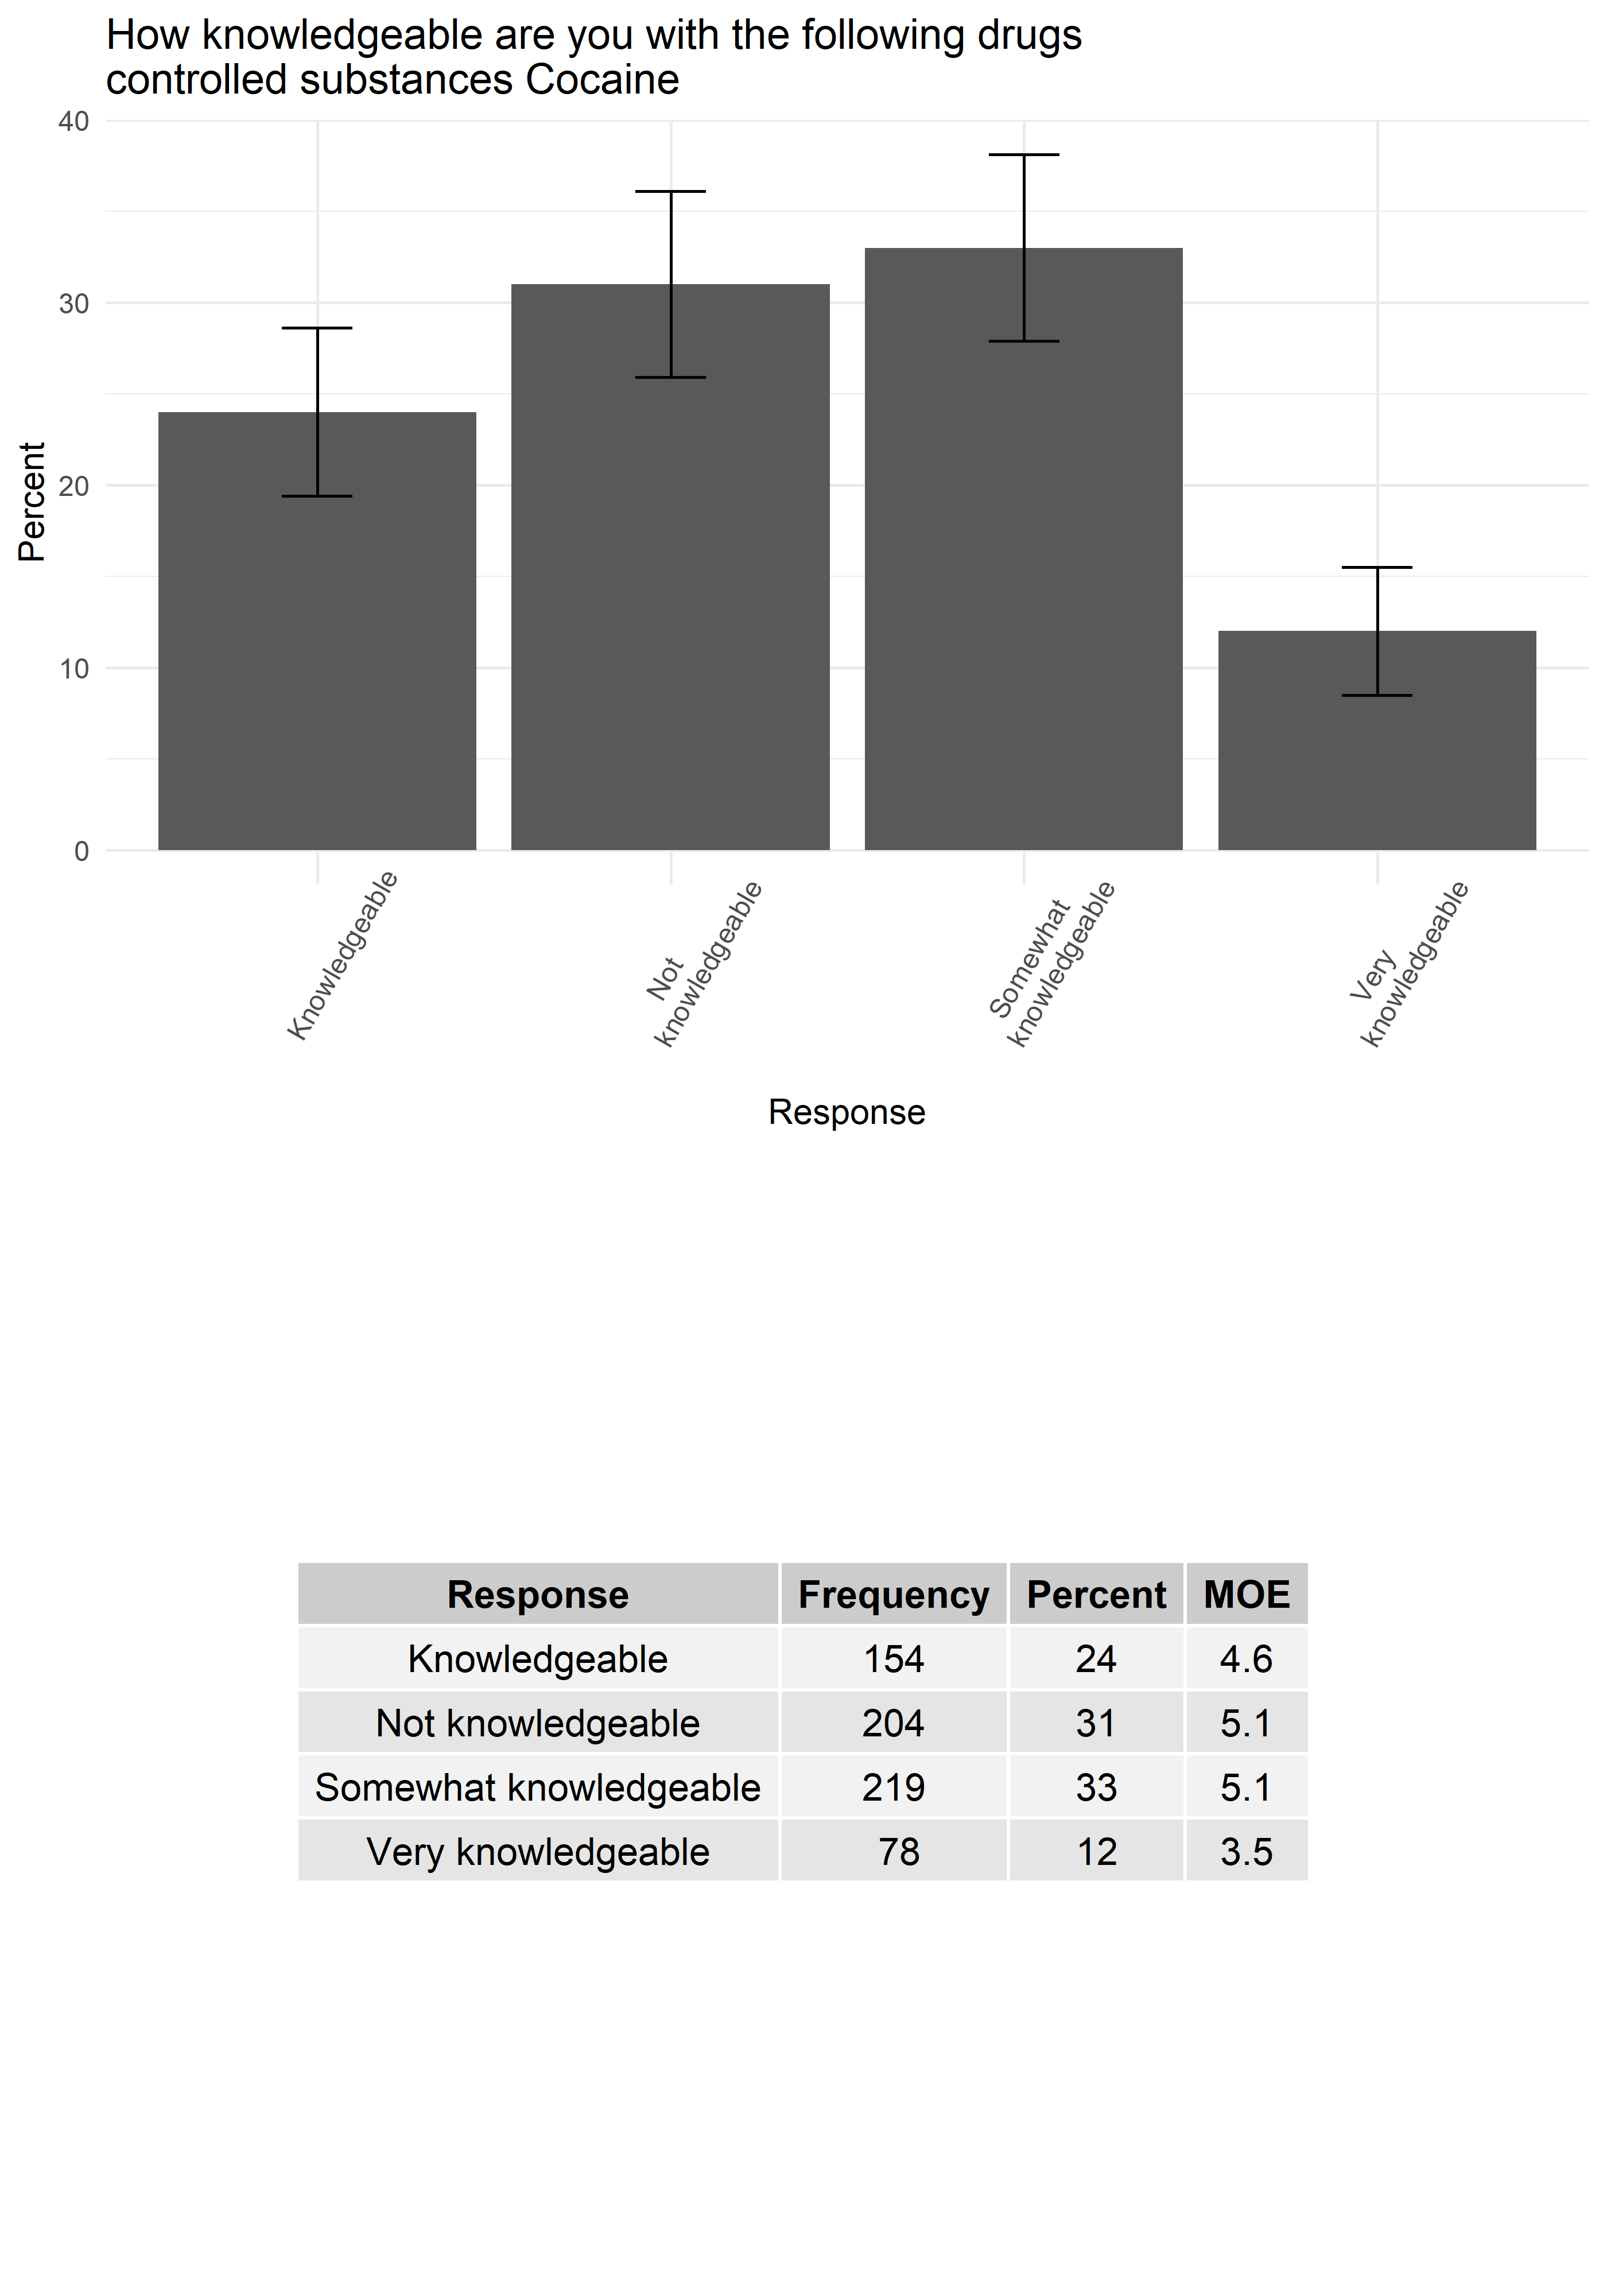 How knowledgeable are you with the following drugs
controlled substances Cocaine
40
30
20
10
0
Percent
Knowledgeable
Not
knowledgeable
Somewhat
knowledgeable
Very
knowledgeable
Response
Response Frequency Percent MOE
Knowledgeable 154 24 4.6
Not knowledgeable 204 31 5.1
Somewhat knowledgeable 219 33 5.1
Very knowledgeable 78 12 3.5